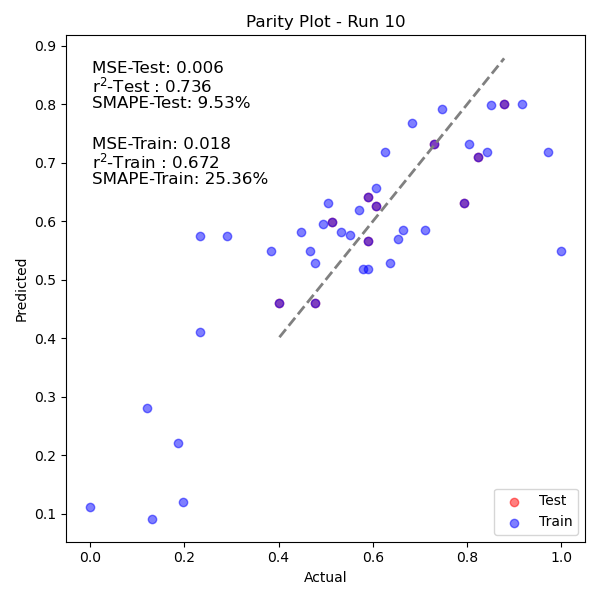 Parity Plot - Run 10
MSE-Test: 0.006
r²-Test : 0.736
SMAPE-Test: 9.53%
MSE-Train: 0.018
r²-Train : 0.672
SMAPE-Train: 25.36%
Predicted
0.9
0.8
0.7
0.6
0.5
0.4
0.3
0.2
0.1
Test
Train
0.0 0.2 0.4 0.6 0.8 1.0
Actual